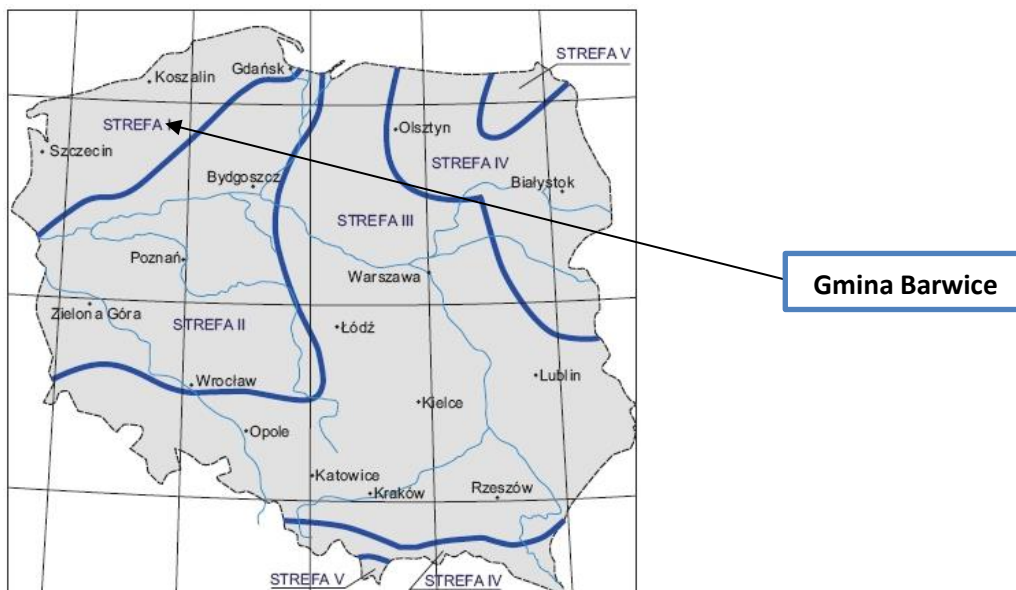 STREFA V
Gdańsk
Koszalin
STREFA I
Olsztyn
Szczecin
STREFA IV
Bydgoszcz
Białystok
STREFA III
Poznań
Warszawa
Gmina Barwice
Zielona Góra
STREFA II
Łódź
Wrocław
Lublin
Kielce
Opole
Katowice
Kraków
Rzeszów
STREFA V
STREFA IV